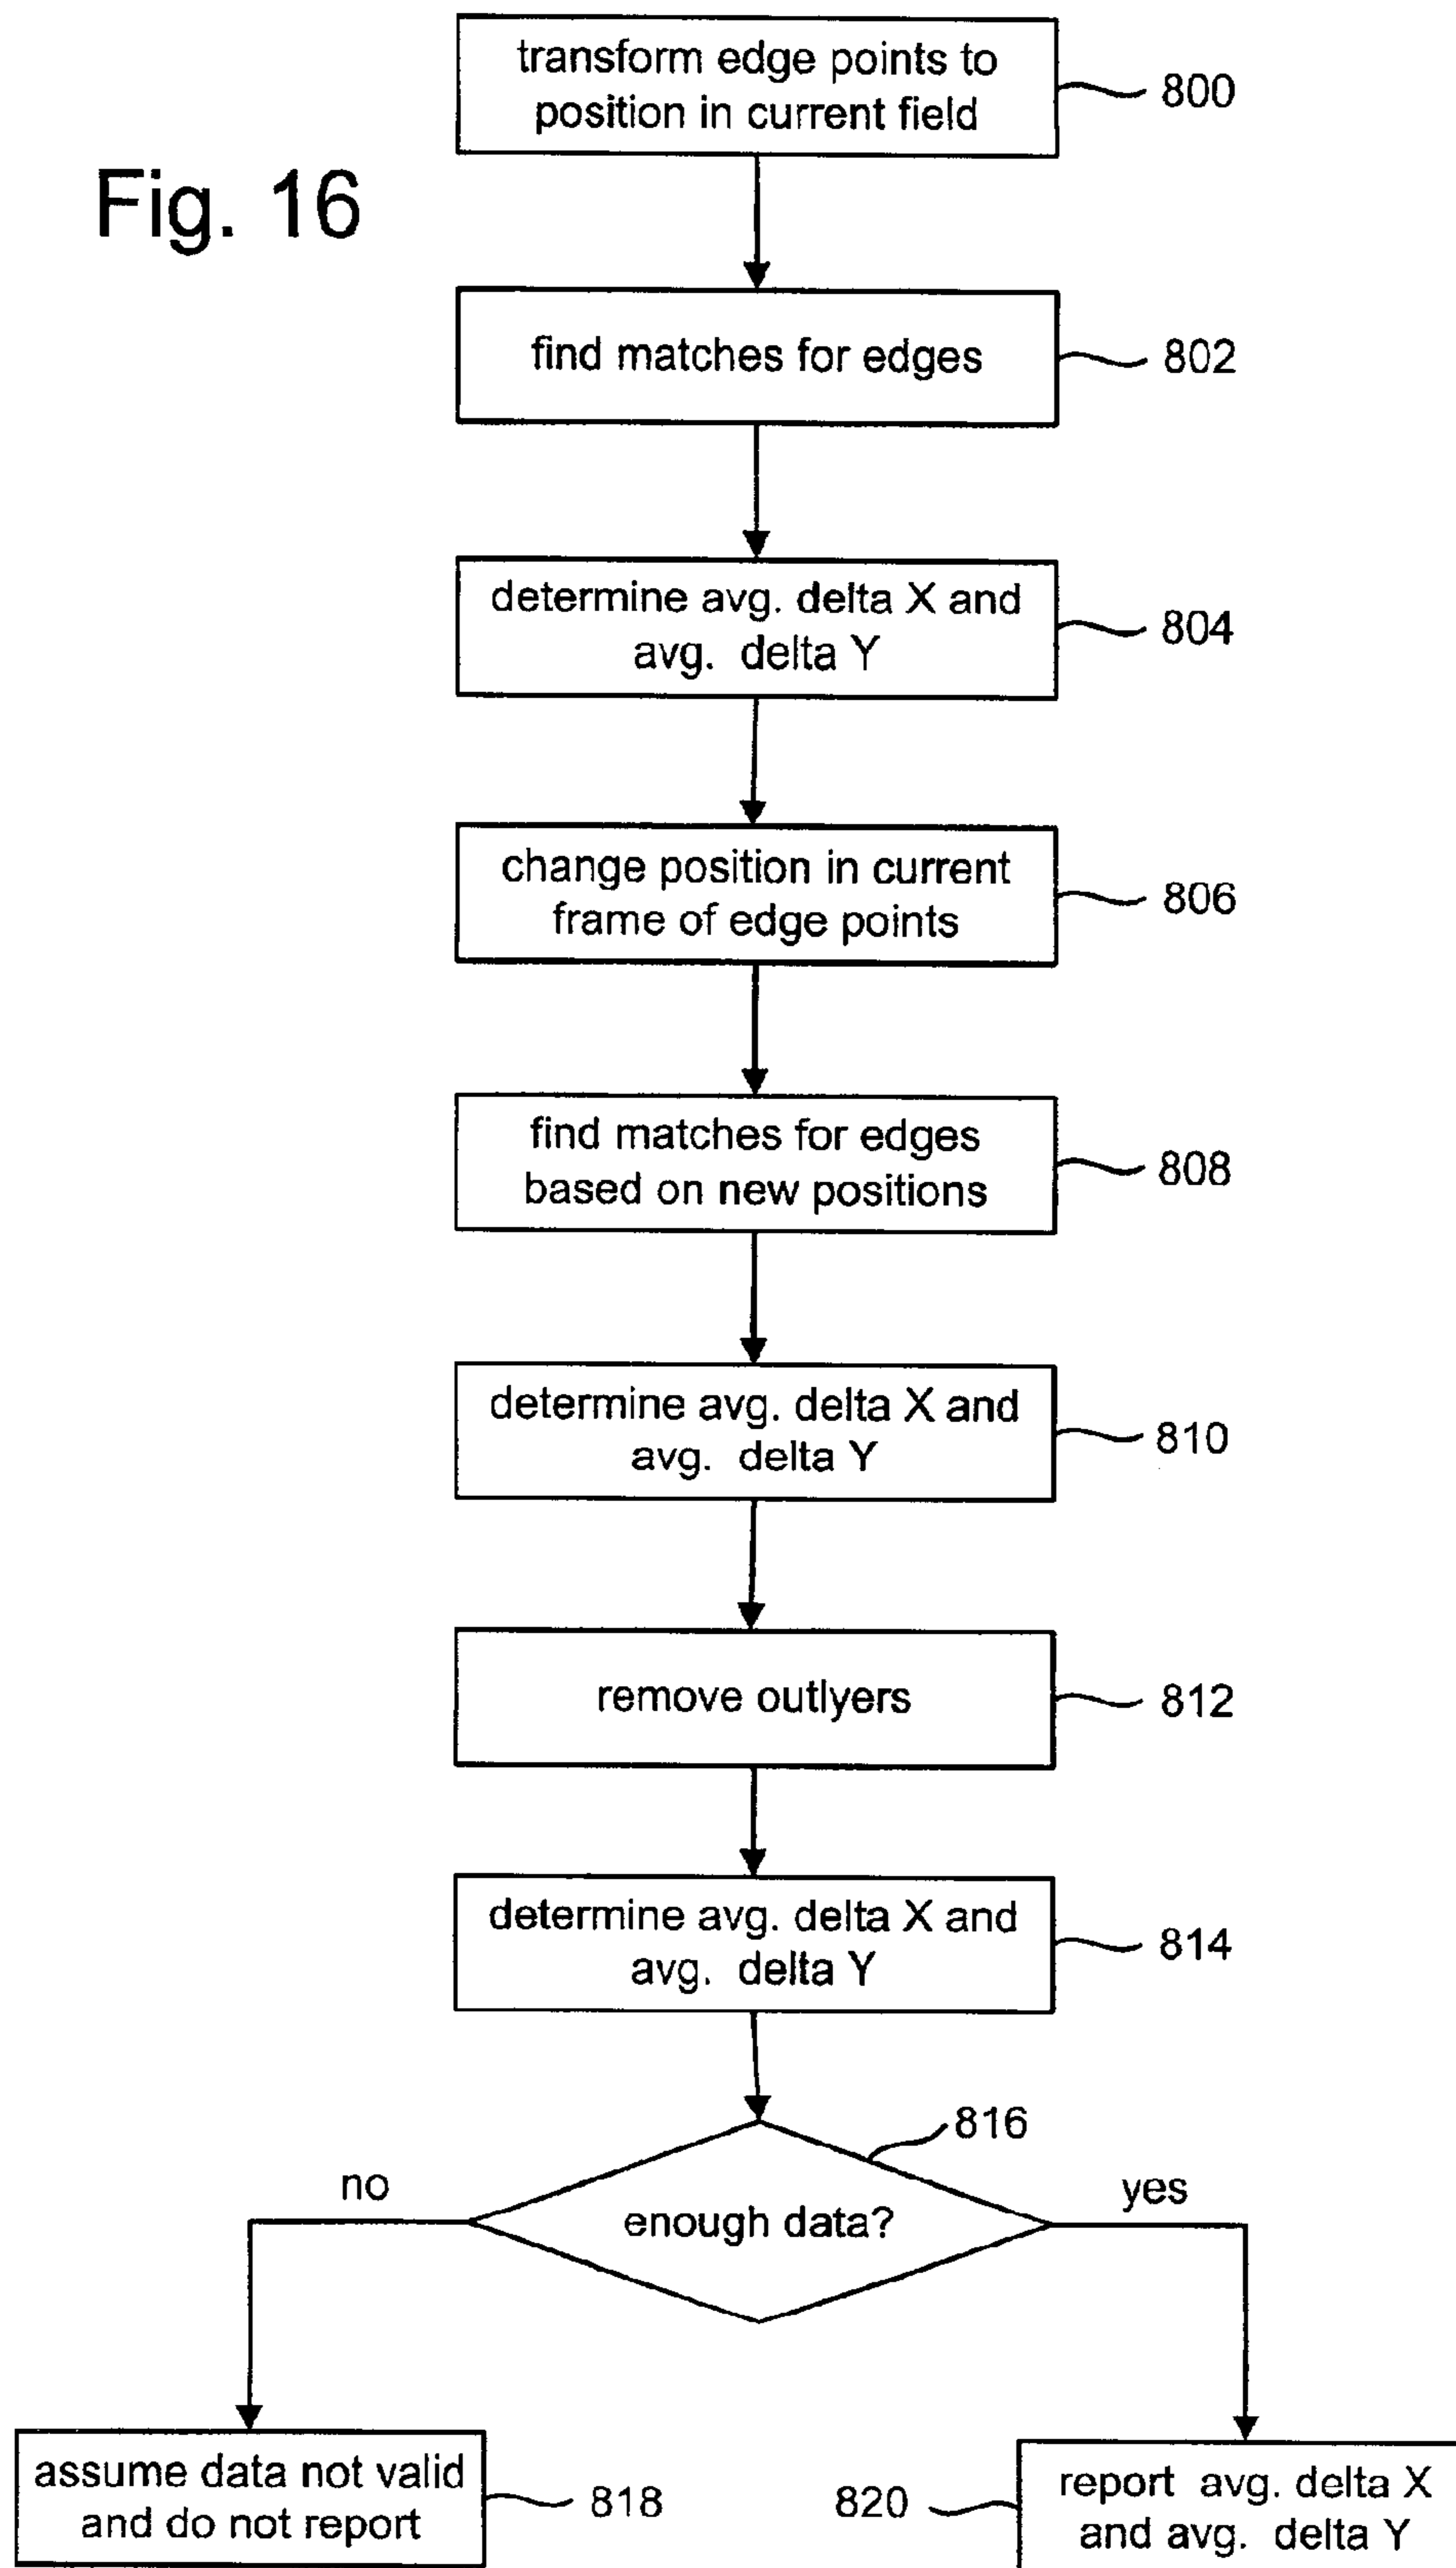 transform edge points to
position in current field
800
Fig. 16
find matches for edges
802
determine avg. delta X and
avg. delta Y
804
change position in current
frame of edge points
806
find matches for edges
based on new positions
808
determine avg. delta X and
avg. delta Y
810
remove outlyers
812
determine avg. delta X and
avg. delta Y
814
816
no
yes
enough data?
assume data not valid
and do not report
818
820
report avg. delta X
and avg. delta Y